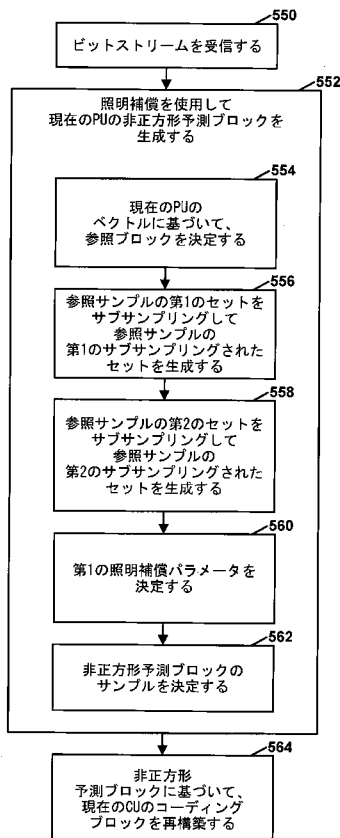 550
ビットストリームを受信する
552
照明補償を使用して
現在のPUの非正方形予測ブロックを
生成する
554
現在のPUの
ベクトルに基づいて、
参照ブロックを決定する
556
参照サンプルの第1のセットを
サブサンプリングして
参照サンプルの
第1のサブサンプリングされた
セットを生成する
558
参照サンプルの第2のセットを
サブサンプリングして
参照サンプルの
第2のサブサンプリングされた
セットを生成する
560
第1の照明補償パラメータを
決定する
562
非正方形予測ブロックの
サンプルを決定する
564
非正方形
予測ブロックに基づいて、
現在のCUのコーディング
ブロックを再構築する